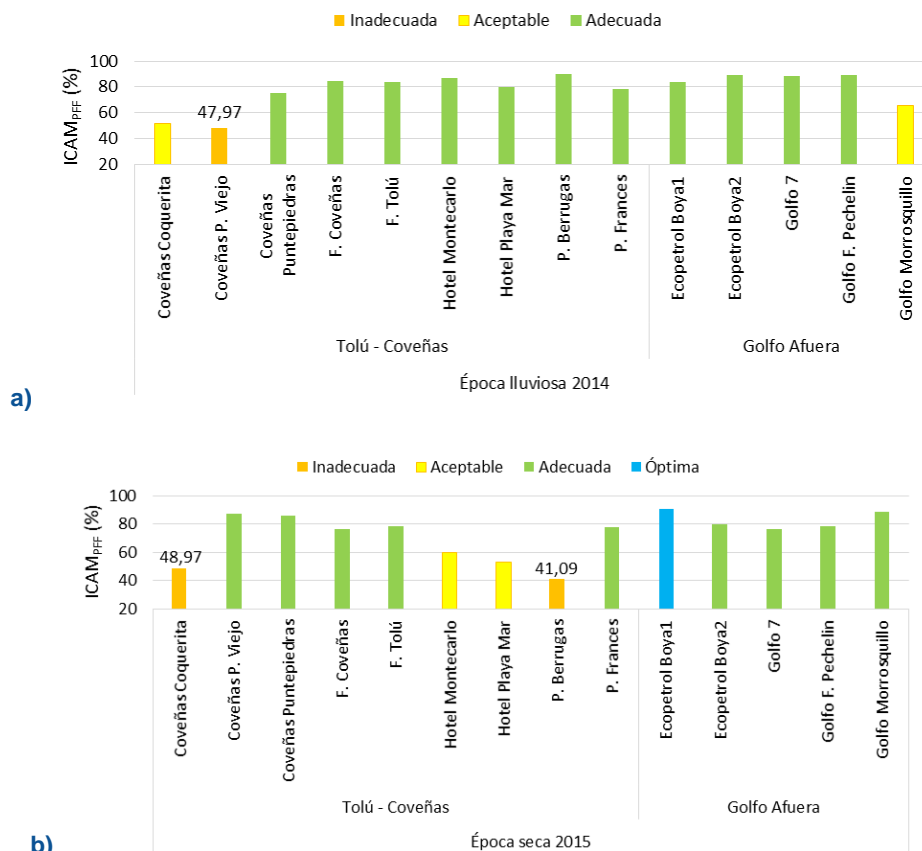 Inadecuada Aceptable Adecuada
ICAM PFF (%)
100
80
60
40
20
47,97
Coveñas Coquerita
Coveñas P. Viejo
Coveñas
Puntepiedras
F. Coveñas
F. Tolú
Hotel Montecarlo
Hotel Playa Mar
P. Berrugas
P. Frances
Ecopetrol Boya1
Ecopetrol Boya2
Golfo 7
Golfo F. Pechelin
Golfo Morrosquillo
Tolú - Coveñas Golfo Afuera
Época lluviosa 2014
a)
Inadecuada Aceptable Adecuada Óptima
ICAM PFF (%)
100
80
60
40
20
48,97
41,09
Coveñas Coquerita
Coveñas P. Viejo
Coveñas Puntepiedras
F. Coveñas
F. Tolú
Hotel Montecarlo
Hotel Playa Mar
P. Berrugas
P. Frances
Ecopetrol Boya1
Ecopetrol Boya2
Golfo 7
Golfo F. Pechelin
Golfo Morrosquillo
Tolú - Coveñas Golfo Afuera
Época seca 2015
b)